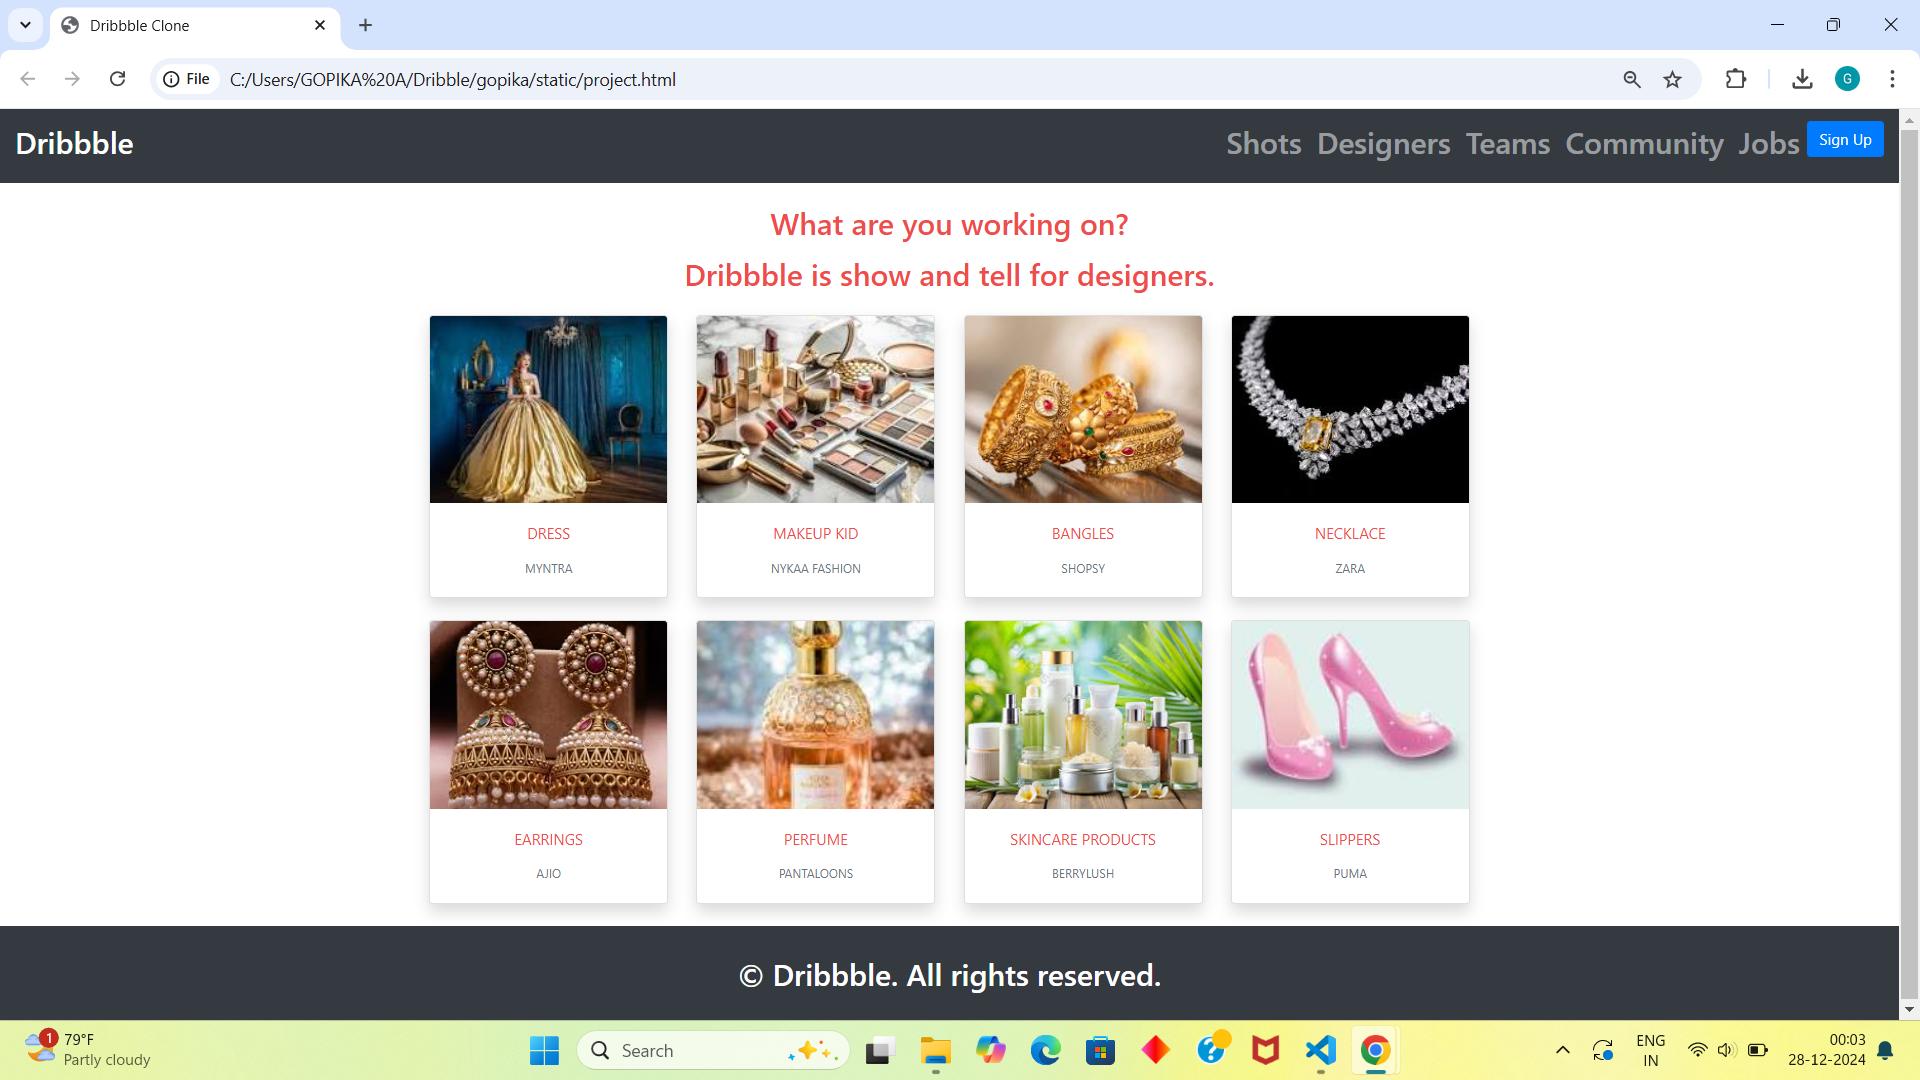 Dribbble Clone
File
C:/Users/GOPIKA%20A/Dribble/gopika/static/project.html
G
Dribbble
Shots Designers Teams Community Jobs Sign Up
What are you working on?
Dribbble is show and tell for designers.
DRESS MAKEUP KID BANGLES NECKLACE
MYNTRA NYKAA FASHION SHOPSY ZARA
EARRINGS PERFUME SKINCARE PRODUCTS SLIPPERS
AJIO PANTALOONS BERRYLUSH PUMA
© Dribbble. All rights reserved.
1
79°F
Partly cloudy
Search
ENG
IN
00:03
28-12-2024